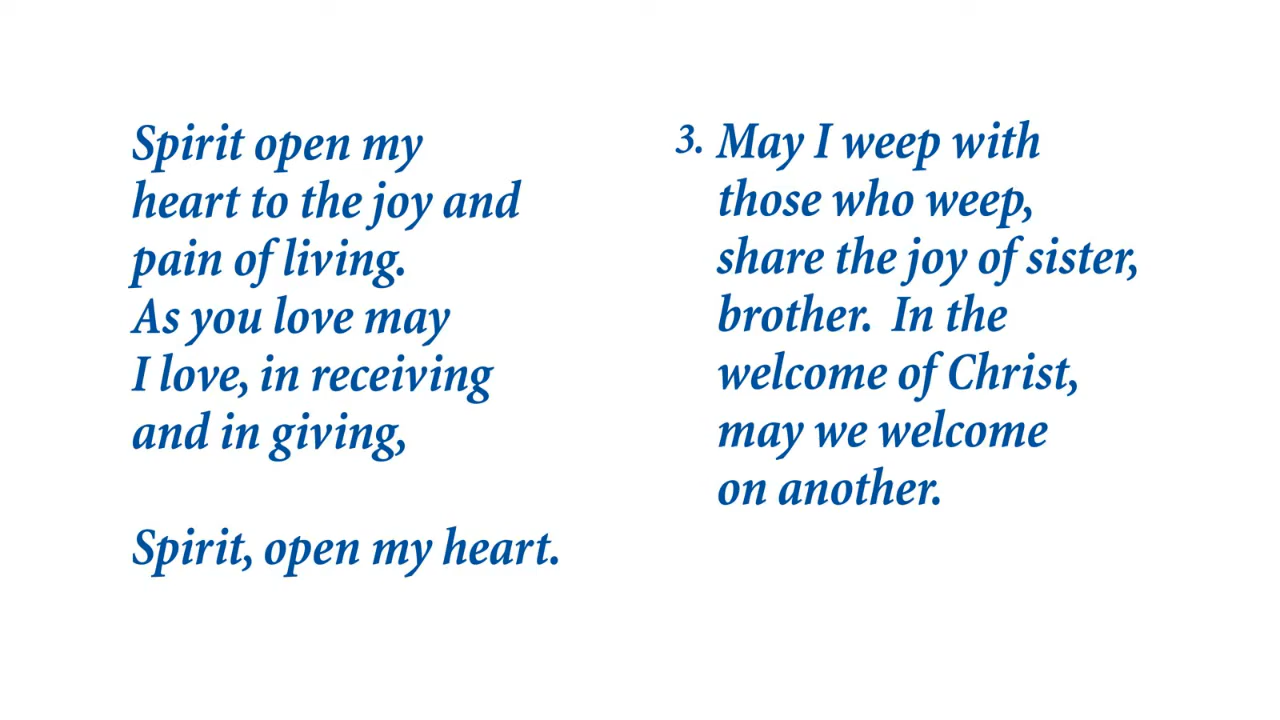 Spirit open my
heart to the joy and
pain of living.
As you love may
I love, in receiving
and in giving,
Spirit, open my heart.
3. May I weep with
those who weep,
share the joy of sister,
brother. In the
welcome of Christ,
may we welcome
on another.